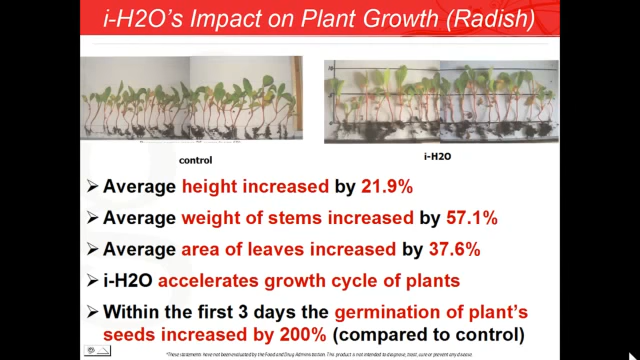 i-H2O's Impact on Plant Growth (Radish)
control
i-H2O
➢ Average height increased by 21.9%
➢ Average weight of stems increased by 57.1%
➢ Average area of leaves increased by 37.6%
➢ i-H2O accelerates growth cycle of plants
➢ Within the first 3 days the germination of plant's
seeds increased by 200% (compared to control)
*These statements have not been evaluated by the Food and Drug Administration. This product is not intended to diagnose, treat, cure or prevent any disease.